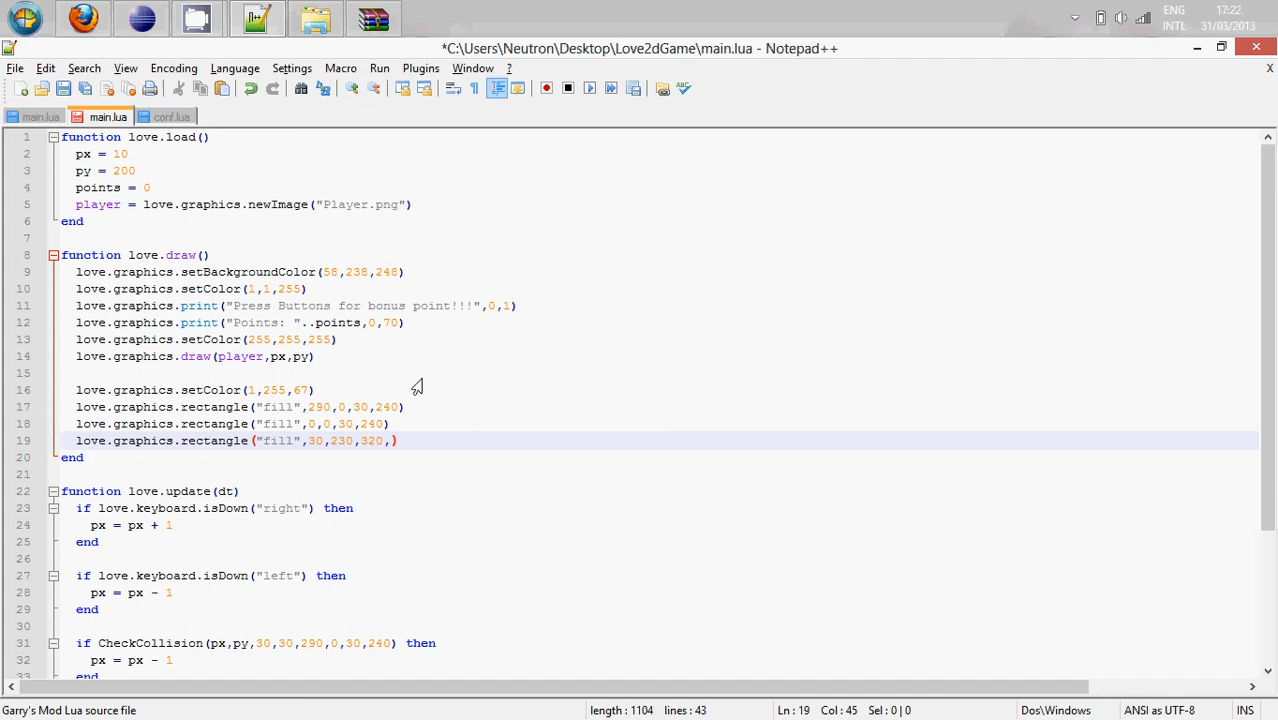 ENG
17:22
INTL
31/03/2013
*C:\Users\Neutron\Desktop\Love2dGame\main.lua - Notepad++
File Edit Search View Encoding Language Settings Macro Run Plugins Window ?
X
main.lua main.lua conf.lua
1 function love.load()
2 px = 10
3 py = 200
4 points = 0
5 player = love.graphics.newImage("Player.png")
6 end
7
8 function love.draw()
9 love.graphics.setBackgroundColor(58,238,248)
10 love.graphics.setColor(1,1,255)
11 love.graphics.print("Press Buttons for bonus point!!!",0,1)
12 love.graphics.print("Points: "..points,0,70)
13 love.graphics.setColor(255,255,255)
14 love.graphics.draw(player,px,py)
15
16 love.graphics.setColor(1,255,67)
17 love.graphics.rectangle("fill",290,0,30,240)
18 love.graphics.rectangle("fill",0,0,30,240)
19 love.graphics.rectangle("fill",30,230,320,)
20 end
21
22 function love.update(dt)
23 if love.keyboard.isDown("right") then
24 px = px + 1
25 end
26
27 if love.keyboard.isDown("left") then
28 px = px - 1
29 end
30
31 if CheckCollision(px,py,30,30,290,0,30,240) then
32 px = px - 1
33 end
Garry's Mod Lua source file length : 1104 lines : 43 Ln : 19 Col : 45 Sel : 0 | 0 Dos\Windows ANSI as UTF-8 INS